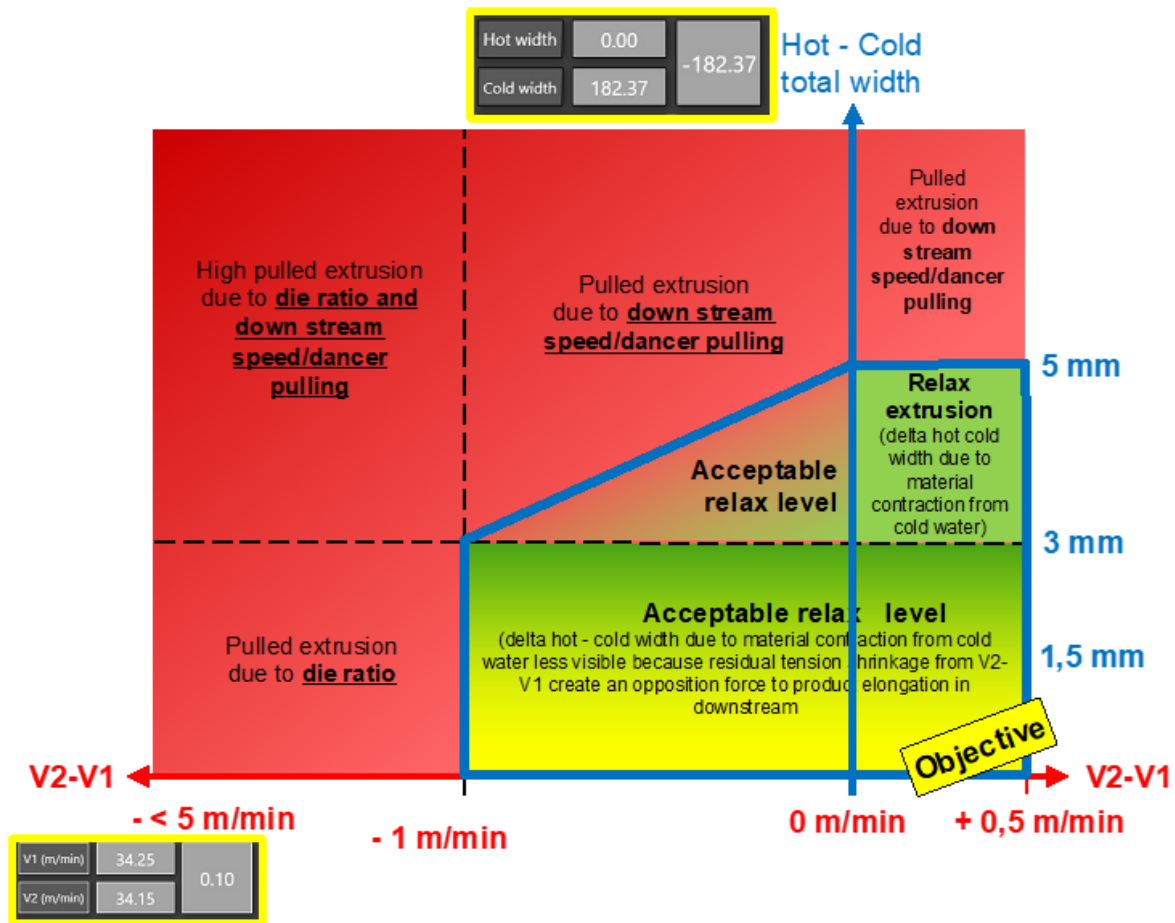 Hot width 0.00 -182.37
Cold width 182.37
Hot - Cold
total width
Pulled
extrusion
due to down
stream
speed/dancer
pulling
High pulled extrusion
due to die ratio and
down stream
speed/dancer
pulling
Pulled extrusion
due to down stream
speed/dancer pulling
5 mm
Relax
extrusion
(delta hot cold
width due to
material
contraction from
cold water)
Acceptable
relax level
3 mm
Acceptable relax level
(delta hot - cold width due to material contraction from cold
water less visible because residual tension shrinkage from V2-
V1 create an opposition force to product elongation in
downstream
Pulled extrusion
due to die ratio
1,5 mm
Objective
V2-V1
V2-V1
- < 5 m/min
- 1 m/min
0 m/min
+ 0,5 m/min
V1 (m/min) 34.25 0.10
V2 (m/min) 34.15